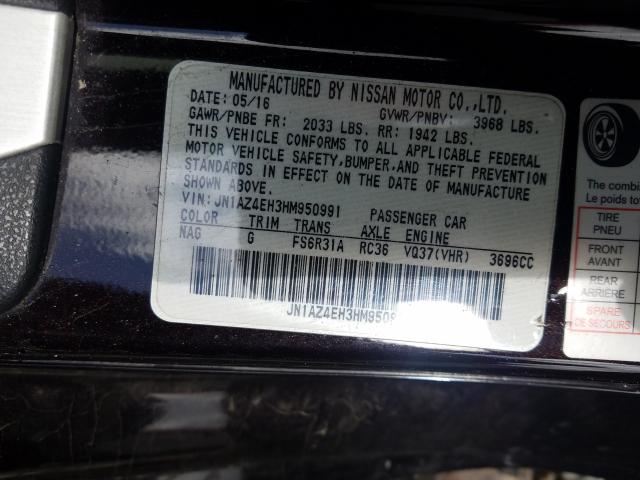 MANUFACTURED BY NISSAN MOTOR CO.,LTD.
DATE: 05/16 GVWR/PNBV: 3968 LBS.
GAWR/PNBE FR: 2033 LBS. RR: 1942 LBS.
THIS VEHICLE CONFORMS TO ALL APPLICABLE FEDERAL
MOTOR VEHICLE SAFETY,BUMPER,AND THEFT PREVENTION
STANDARDS IN EFFECT ON THE DATE OF MANUFACTURE
SHOWN ABOVE.
VIN: JN1AZ4EH3HM950991 PASSENGER CAR
COLOR TRIM TRANS AXLE ENGINE
NAG G FS6R31A RC36 VQ37(VHR) 3696CC
JN1AZ4EH3HM9509
The combi
Le poids to
TIRE
PNEU
FRONT
AVANT
REAR
ARRIÈRE
SPARE
DE SECOURS